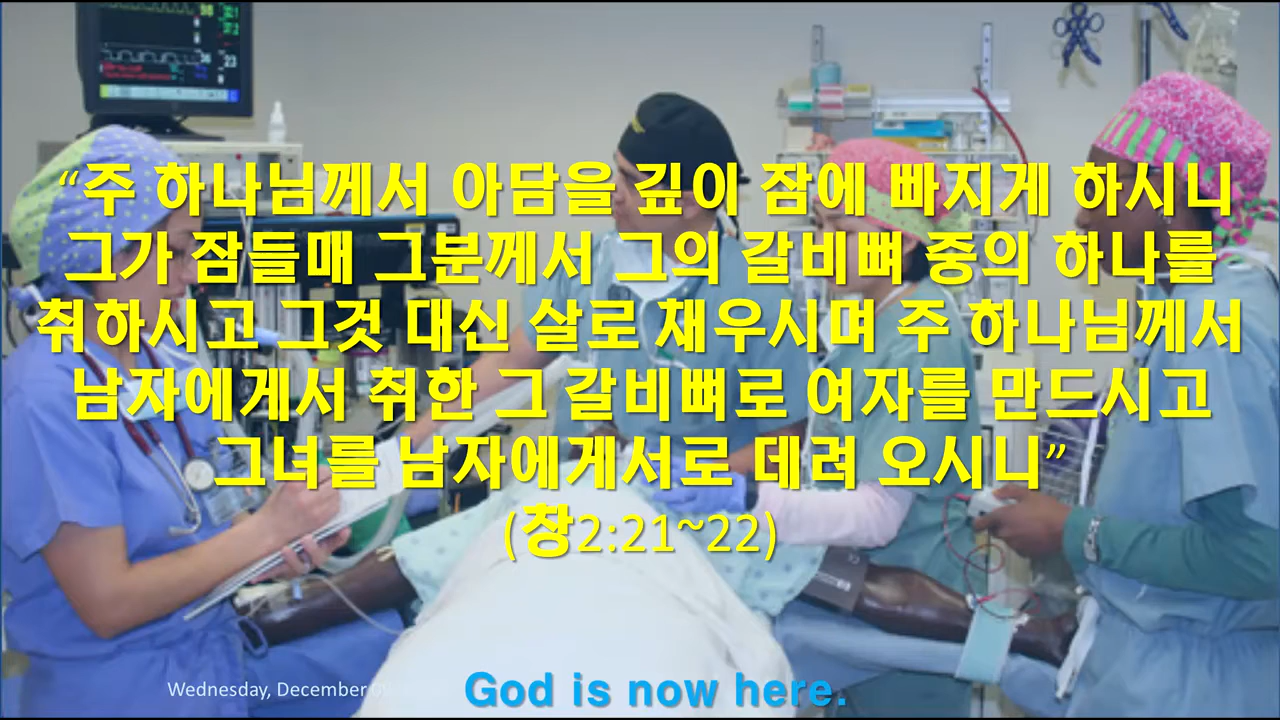 “주 하나님께서 아담을 깊이 잠에 빠지게 하시니
그가 잠들매 그분께서 그의 갈비뼈 중의 하나를
취하시고 그것 대신 살로 채우시며 주 하나님께서
남자에게서 취한 그 갈비뼈로 여자를 만드시고
그녀를 남자에게서로 데려 오시니”
(창2:21~22)
Wednesday, December
God is now here.